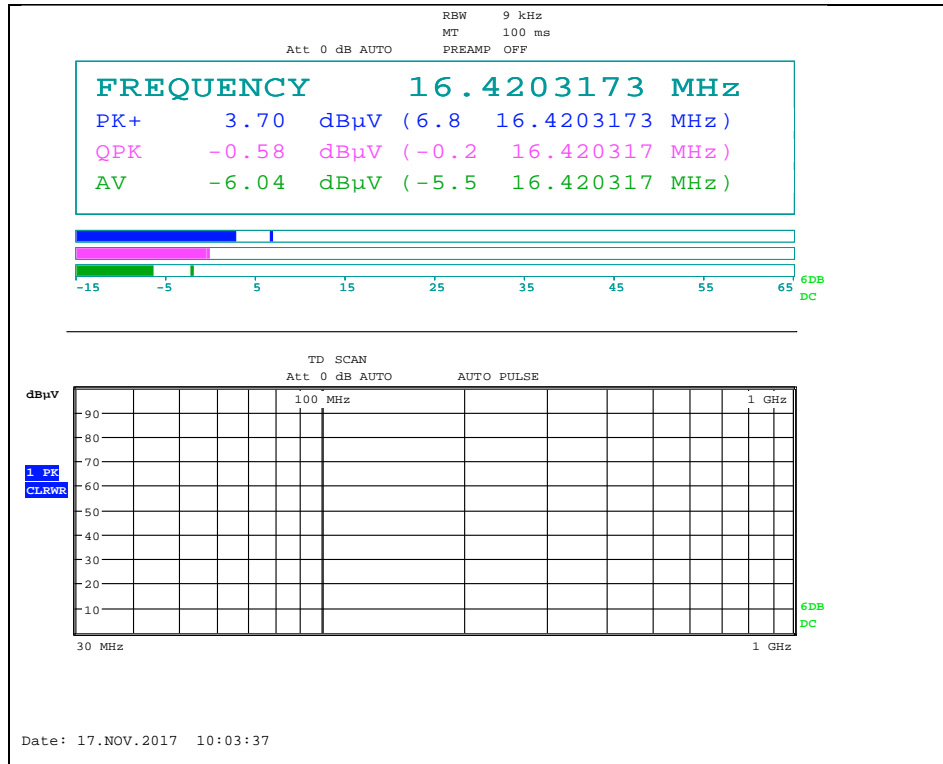 RBW 9 kHz
MT 100 ms
Att 0 dB AUTO PREAMP OFF
FREQUENCY 16.4203173 MHz
PK+ 3.70 dBµV (6.8 16.4203173 MHz)
QPK -0.58 dBµV (-0.2 16.420317 MHz)
AV -6.04 dBµV (-5.5 16.420317 MHz)
-15 -5 5 15 25 35 45 55 65
6DB
DC
TD SCAN
Att 0 dB AUTO AUTO PULSE
dBµV
100 MHz 1 GHz
90
80
70
1 PK
60
CLRWR
50
40
30
20
10
6DB
DC
30 MHz 1 GHz
Date: 17.NOV.2017 10:03:37